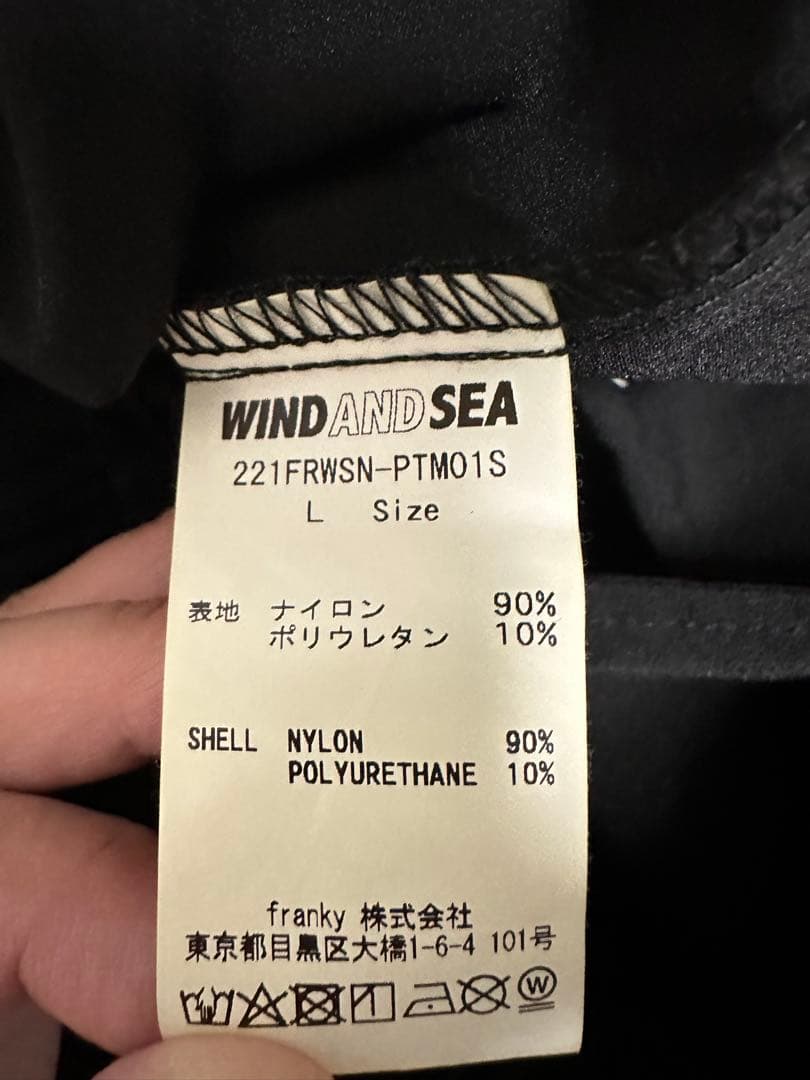 WINDANDSEA
221FRWSN-PTM01S
L Size
表地 ナイロン 90%
ポリウレタン 10%
SHELL NYLON 90%
POLYURETHANE 10%
franky 株式会社
東京都目黒区大橋1-6-4 101号
W